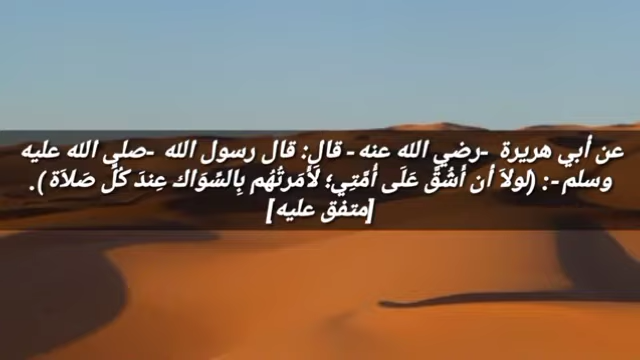 عن أبي هريرة -رضي الله عنه- قال: قال رسول الله -صلى الله عليه
وسلم-: (لولاَ أن أَشُقَّ عَلَى أُمَّتِي؛ لَأَمَرتُهُم بِالسِّوَاك عِندَ كُلِّ صَلاَة ).
[متفق عليه]